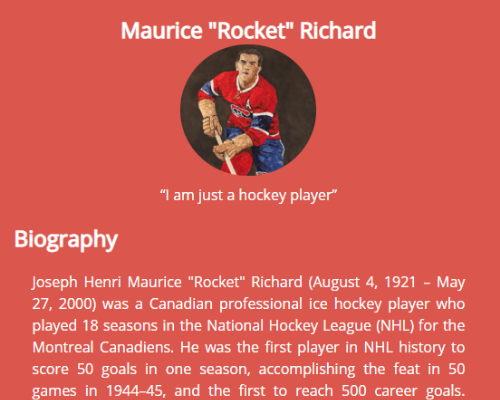 Maurice "Rocket" Richard
“I am just a hockey player”
Biography
Joseph Henri Maurice "Rocket" Richard (August 4, 1921 – May
27, 2000) was a Canadian professional ice hockey player who
played 18 seasons in the National Hockey League (NHL) for the
Montreal Canadiens. He was the first player in NHL history to
score 50 goals in one season, accomplishing the feat in 50
games in 1944–45, and the first to reach 500 career goals.